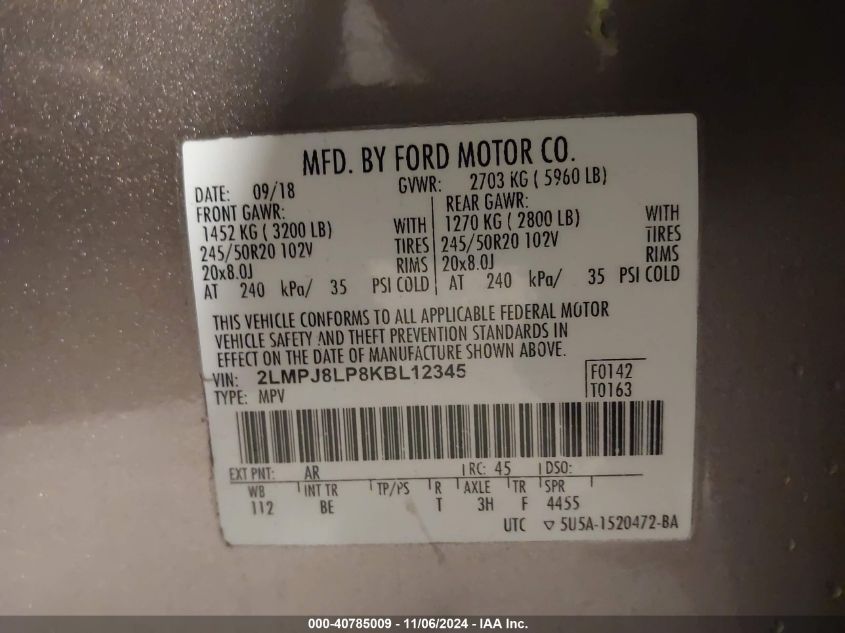 MFD. BY FORD MOTOR CO.
DATE: 09/18 GVWR: 2703 KG ( 5960 LB)
FRONT GAWR: REAR GAWR:
1452 KG ( 3200 LB) WITH 1270 KG ( 2800 LB) WITH
245/50R20 102V TIRES 245/50R20 102V TIRES
20x8.0J RIMS 20x8.0J RIMS
AT 240 kPa/ 35 PSI COLD AT 240 kPa/ 35 PSI COLD
THIS VEHICLE CONFORMS TO ALL APPLICABLE FEDERAL MOTOR
VEHICLE SAFETY AND THEFT PREVENTION STANDARDS IN
EFFECT ON THE DATE OF MANUFACTURE SHOWN ABOVE.
VIN: 2LMPJ8LP8KBL12345 F0142
TYPE: MPV T0163
EXT PNT: AR RC: 45 DSO:
WB INT TR TP/PS R AXLE TR SPR
112 BE T 3H F 4455
UTC ▽ 5U5A-1520472-BA
000-40785009 - 11/06/2024 - IAA Inc.